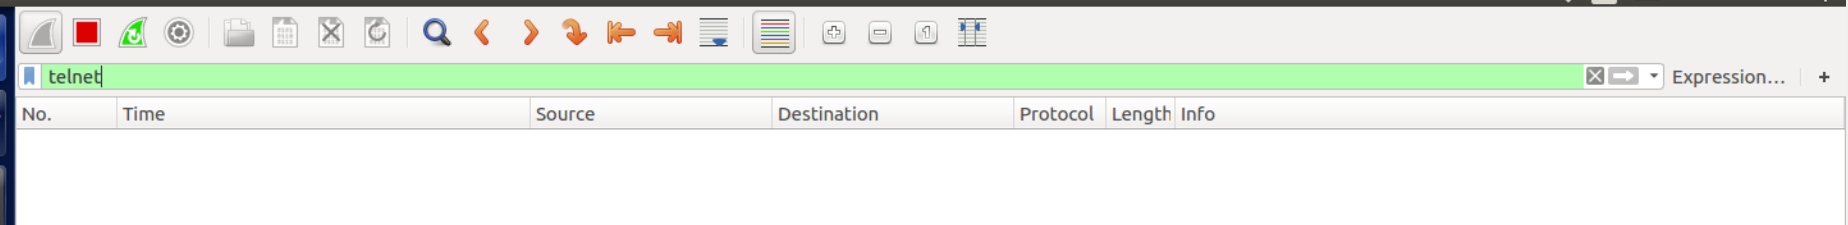 telnet
Expression… +
No. Time Source Destination Protocol Length Info